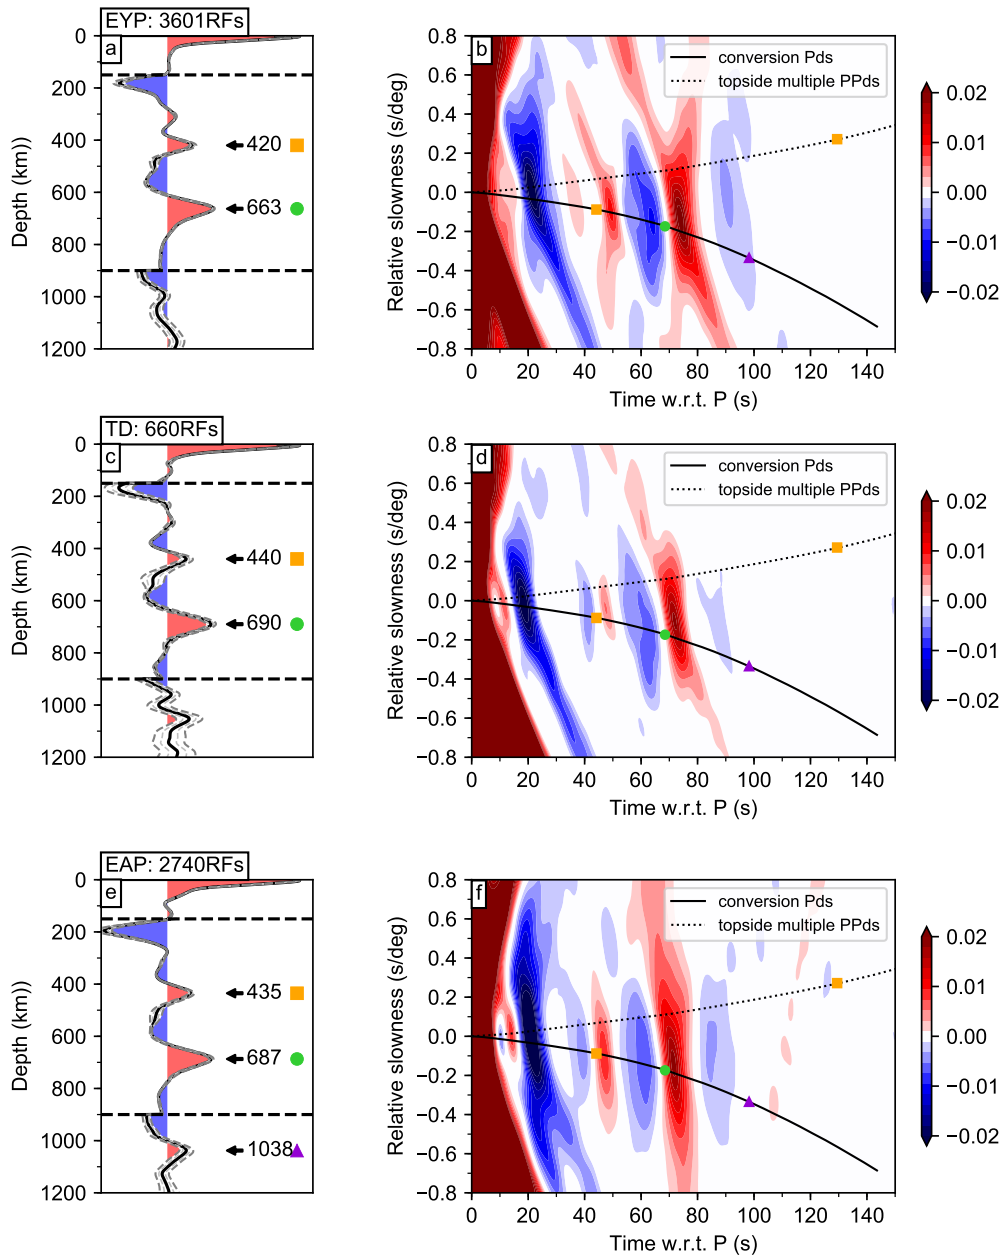 EYP: 3601RFs
a
0
200
400
600
800
1000
1200
Depth (km))
420
663
b
conversion Pds
topside multiple PPds
0.8
0.6
0.4
0.2
0.0
−0.2
−0.4
−0.6
−0.8
Relative slowness (s/deg)
0 20 40 60 80 100 120 140
Time w.r.t. P (s)
0.02
0.01
0.00
−0.01
−0.02
TD: 660RFs
c
0
200
400
600
800
1000
1200
Depth (km))
440
690
d
conversion Pds
topside multiple PPds
0.8
0.6
0.4
0.2
0.0
−0.2
−0.4
−0.6
−0.8
Relative slowness (s/deg)
0 20 40 60 80 100 120 140
Time w.r.t. P (s)
0.02
0.01
0.00
−0.01
−0.02
EAP: 2740RFs
e
0
200
400
600
800
1000
1200
Depth (km))
435
687
1038
f
conversion Pds
topside multiple PPds
0.8
0.6
0.4
0.2
0.0
−0.2
−0.4
−0.6
−0.8
Relative slowness (s/deg)
0 20 40 60 80 100 120 140
Time w.r.t. P (s)
0.02
0.01
0.00
−0.01
−0.02